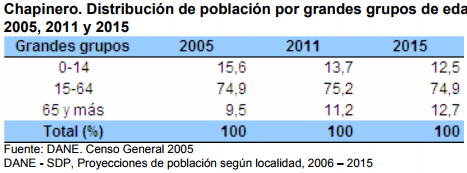 Chapinero. Distribución de población por grandes grupos de eda
2005, 2011 y 2015
Grandes grupos 2005 2011 2015
0-14 15,6 13,7 12,5
15-64 74,9 75,2 74,9
65 y más 9,5 11,2 12,7
Total (%) 100 100 100
Fuente: DANE. Censo General 2005
DANE - SDP, Proyecciones de población según localidad, 2006 – 2015